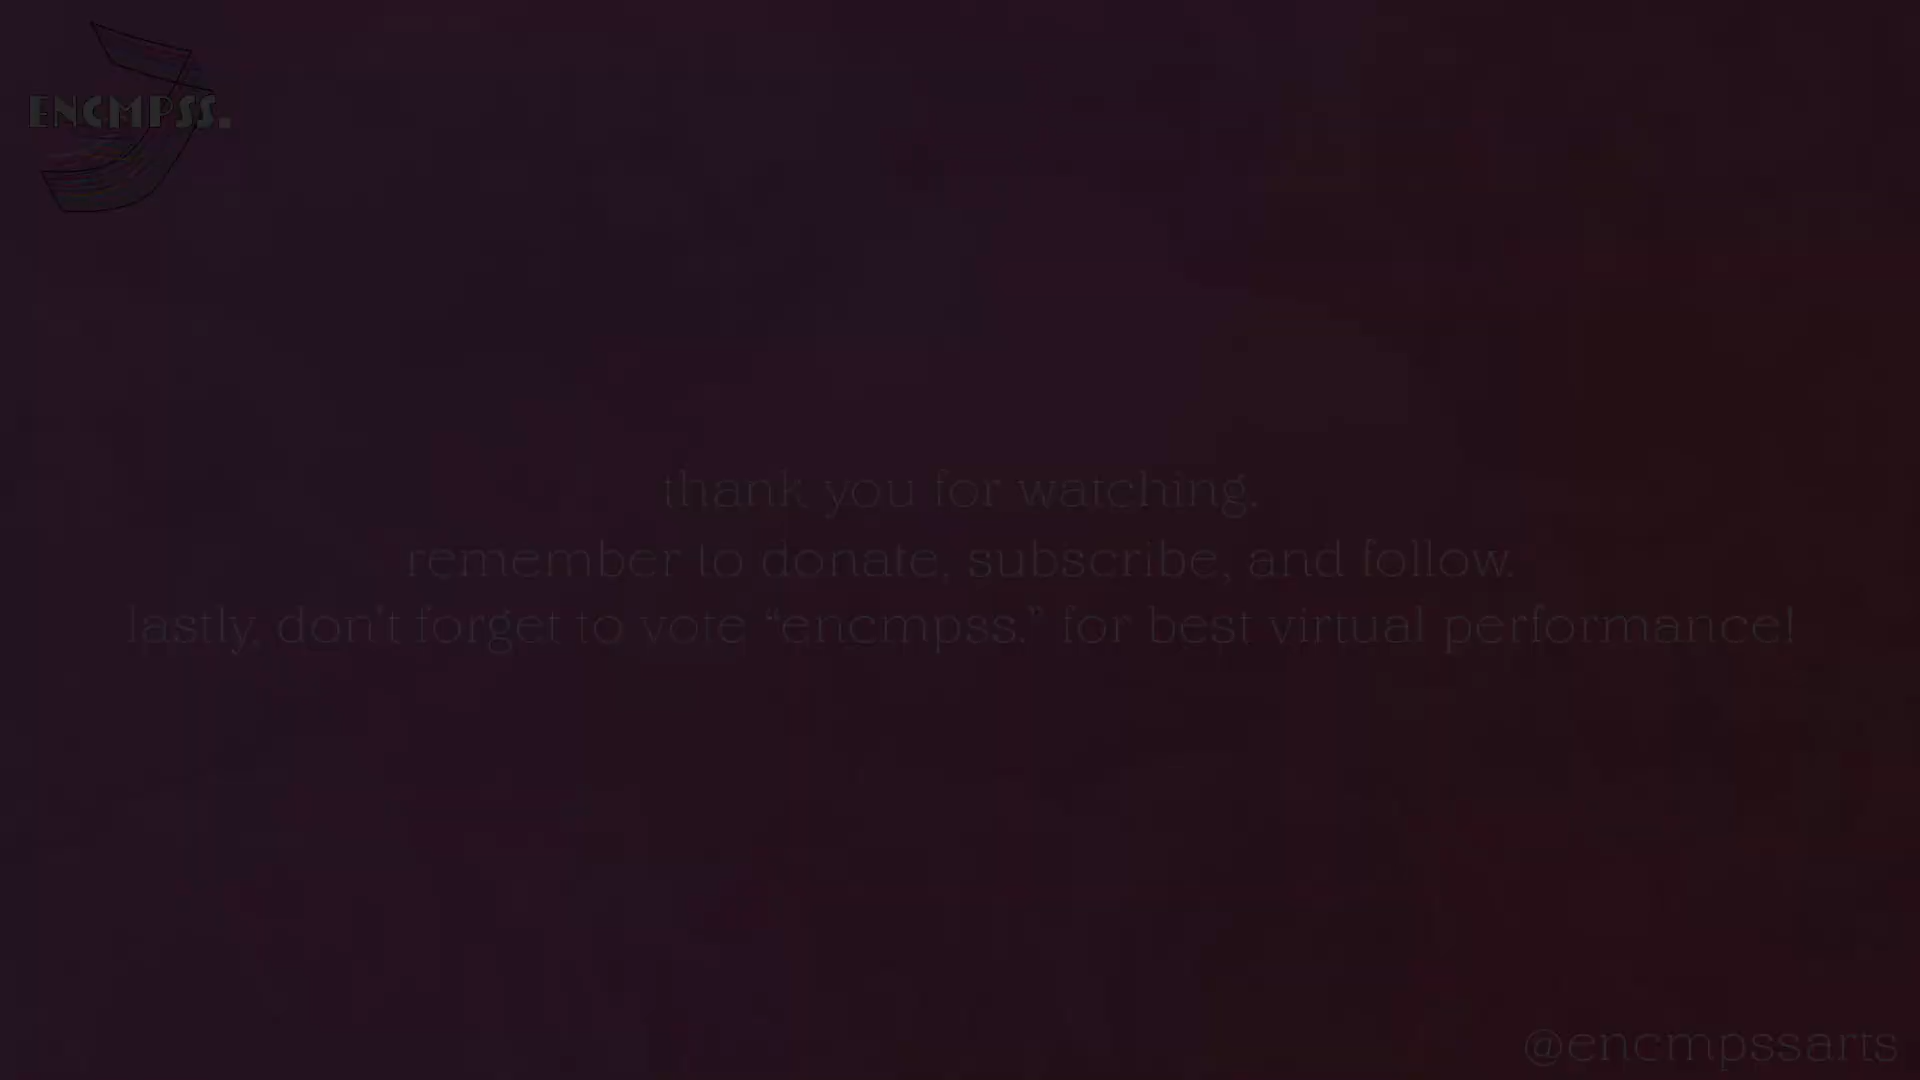 ENCMPSS.
thank you for watching.
remember to donate, subscribe, and follow.
lastly, don't forget to vote “encmpss.” for best virtual performance!
@encmpssarts